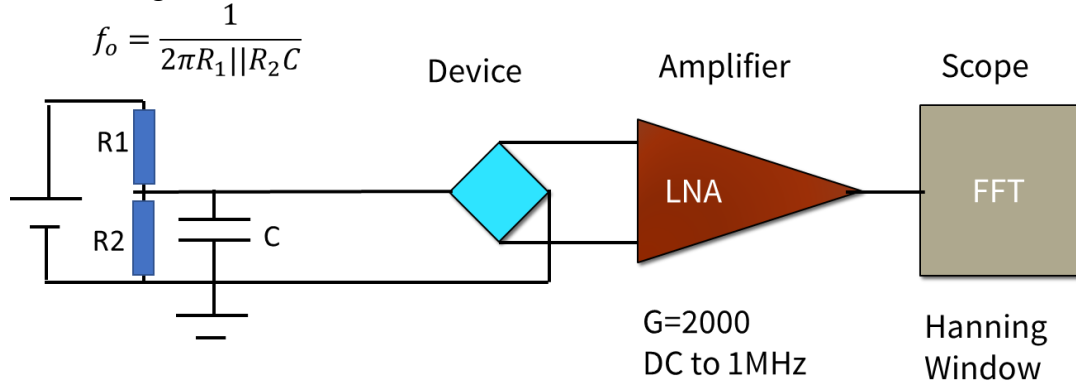 f_o = 1 / 2πR_1||R_2C
Device
Amplifier
Scope
R1
R2
C
LNA
FFT
G=2000
DC to 1MHz
Hanning
Window